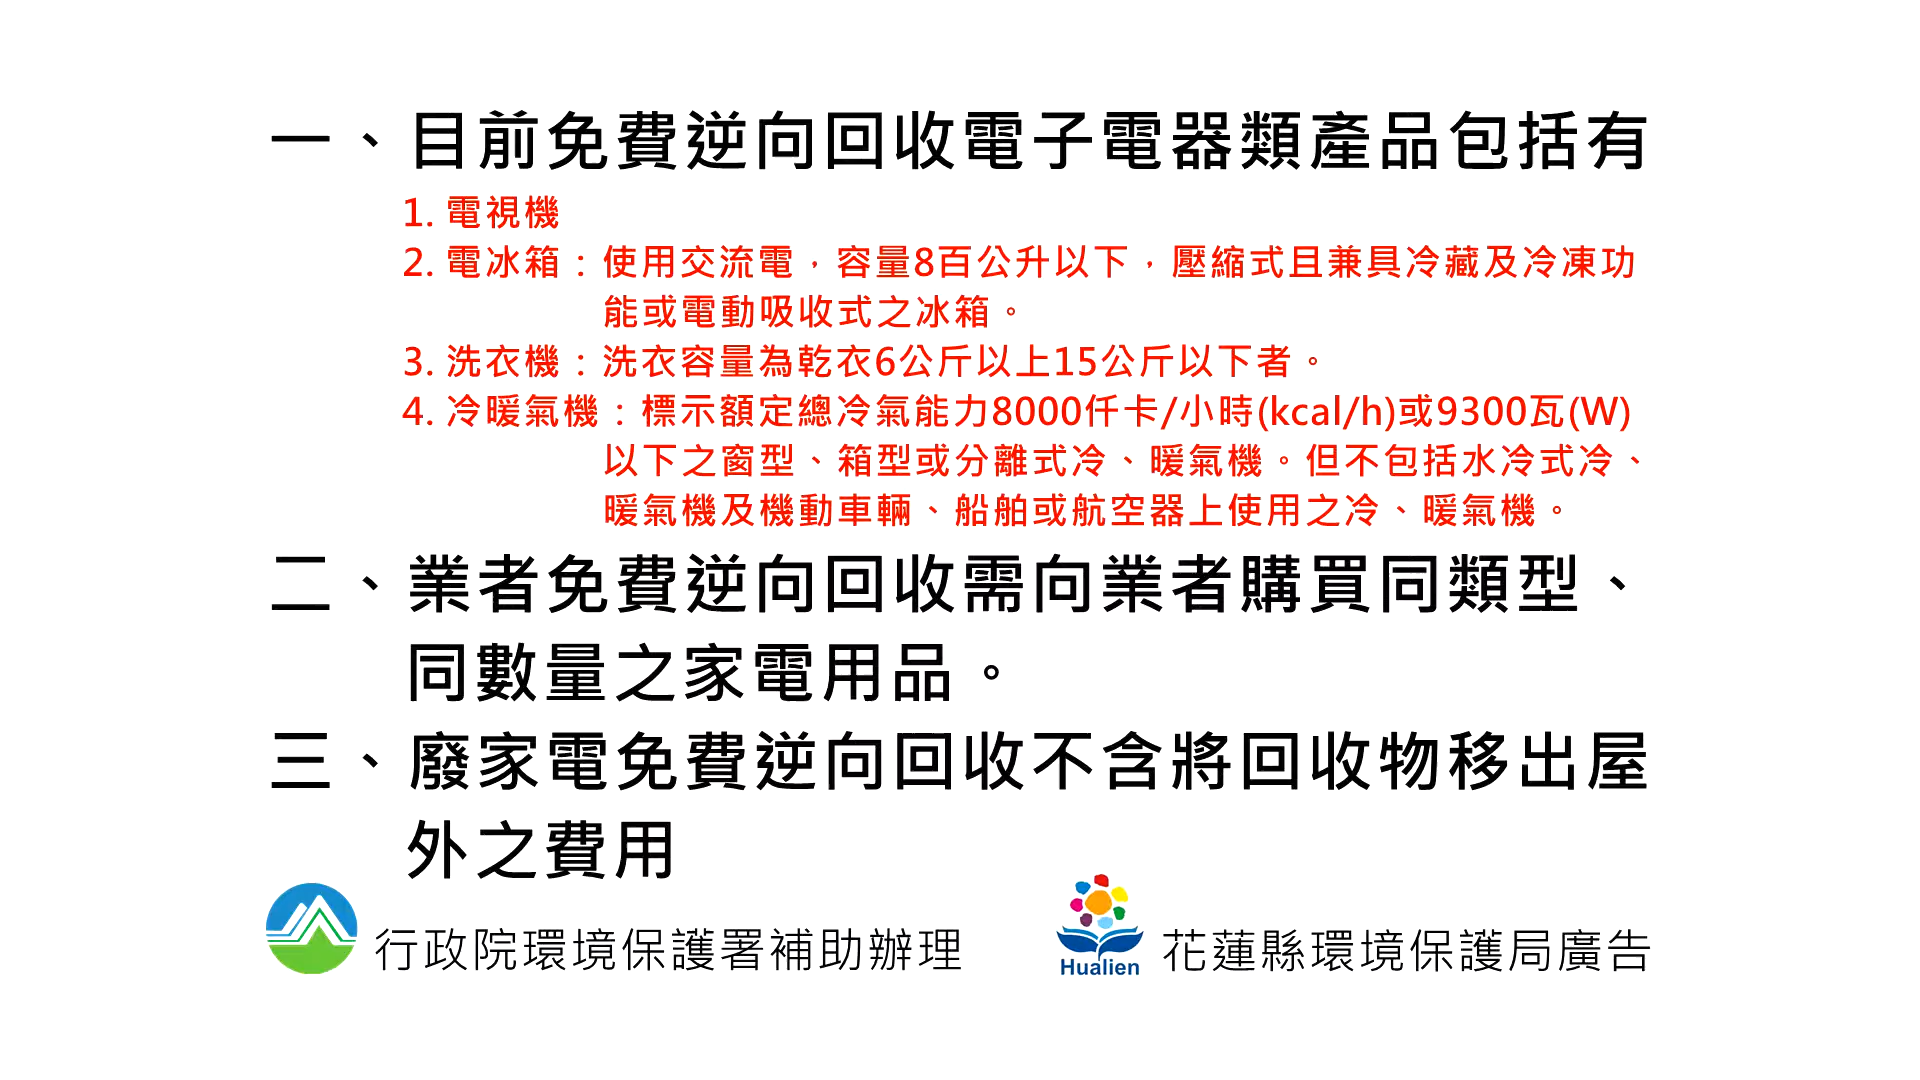 一、目前免費逆向回收電子電器類產品包括有
1. 電視機
2. 電冰箱：使用交流電，容量8百公升以下，壓縮式且兼具冷藏及冷凍功
能或電動吸收式之冰箱。
3. 洗衣機：洗衣容量為乾衣6公斤以上15公斤以下者。
4. 冷暖氣機：標示額定總冷氣能力8000仟卡/小時(kcal/h)或9300瓦(W)
以下之窗型、箱型或分離式冷、暖氣機。但不包括水冷式冷、
暖氣機及機動車輛、船舶或航空器上使用之冷、暖氣機。
二、業者免費逆向回收需向業者購買同類型、
同數量之家電用品。
三、廢家電免費逆向回收不含將回收物移出屋
外之費用
行政院環境保護署補助辦理
Hualien 花蓮縣環境保護局廣告